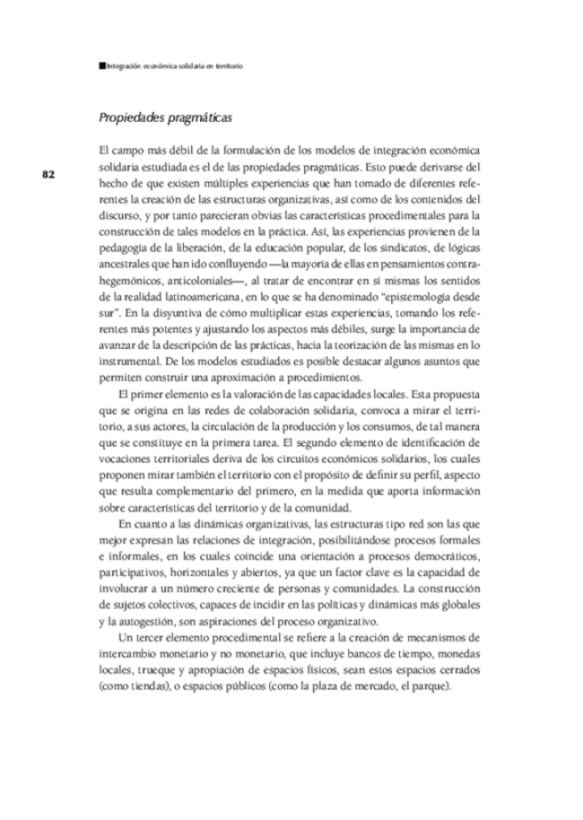 Integración económica solidaria en territorio
Propiedades pragmáticas
El campo más débil de la formulación de los modelos de integración económica
solidaria estudiada es el de las propiedades pragmáticas. Esto puede derivarse del
82
hecho de que existen múltiples experiencias que han tomado de diferentes refe-
rentes la creación de las estructuras organizativas, así como de los contenidos del
discurso, y por tanto parecieran obvias las características procedimentales para la
construcción de tales modelos en la práctica. Así, las experiencias provienen de la
pedagogía de la liberación, de la educación popular, de los sindicatos, de lógicas
ancestrales que han ido confluyendo —la mayoría de ellas en pensamientos contra-
hegemónicos, anticoloniales—, al tratar de encontrar en sí mismas los sentidos
de la realidad latinoamericana, en lo que se ha denominado “epistemología desde
sur”. En la disyuntiva de cómo multiplicar estas experiencias, tomando los refe-
rentes más potentes y ajustando los aspectos más débiles, surge la importancia de
avanzar de la descripción de las prácticas, hacia la teorización de las mismas en lo
instrumental. De los modelos estudiados es posible destacar algunos asuntos que
permiten construir una aproximación a procedimientos.
El primer elemento es la valoración de las capacidades locales. Esta propuesta
que se origina en las redes de colaboración solidaria, convoca a mirar el terri-
torio, a sus actores, la circulación de la producción y los consumos, de tal manera
que se constituye en la primera tarea. El segundo elemento de identificación de
vocaciones territoriales deriva de los circuitos económicos solidarios, los cuales
proponen mirar también el territorio con el propósito de definir su perfil, aspecto
que resulta complementario del primero, en la medida que aporta información
sobre características del territorio y de la comunidad.
En cuanto a las dinámicas organizativas, las estructuras tipo red son las que
mejor expresan las relaciones de integración, posibilitándose procesos formales
e informales, en los cuales coincide una orientación a procesos democráticos,
participativos, horizontales y abiertos, ya que un factor clave es la capacidad de
involucrar a un número creciente de personas y comunidades. La construcción
de sujetos colectivos, capaces de incidir en las políticas y dinámicas más globales
y la autogestión, son aspiraciones del proceso organizativo.
Un tercer elemento procedimental se refiere a la creación de mecanismos de
intercambio monetario y no monetario, que incluye bancos de tiempo, monedas
locales, trueque y apropiación de espacios físicos, sean estos espacios cerrados
(como tiendas), o espacios públicos (como la plaza de mercado, el parque).